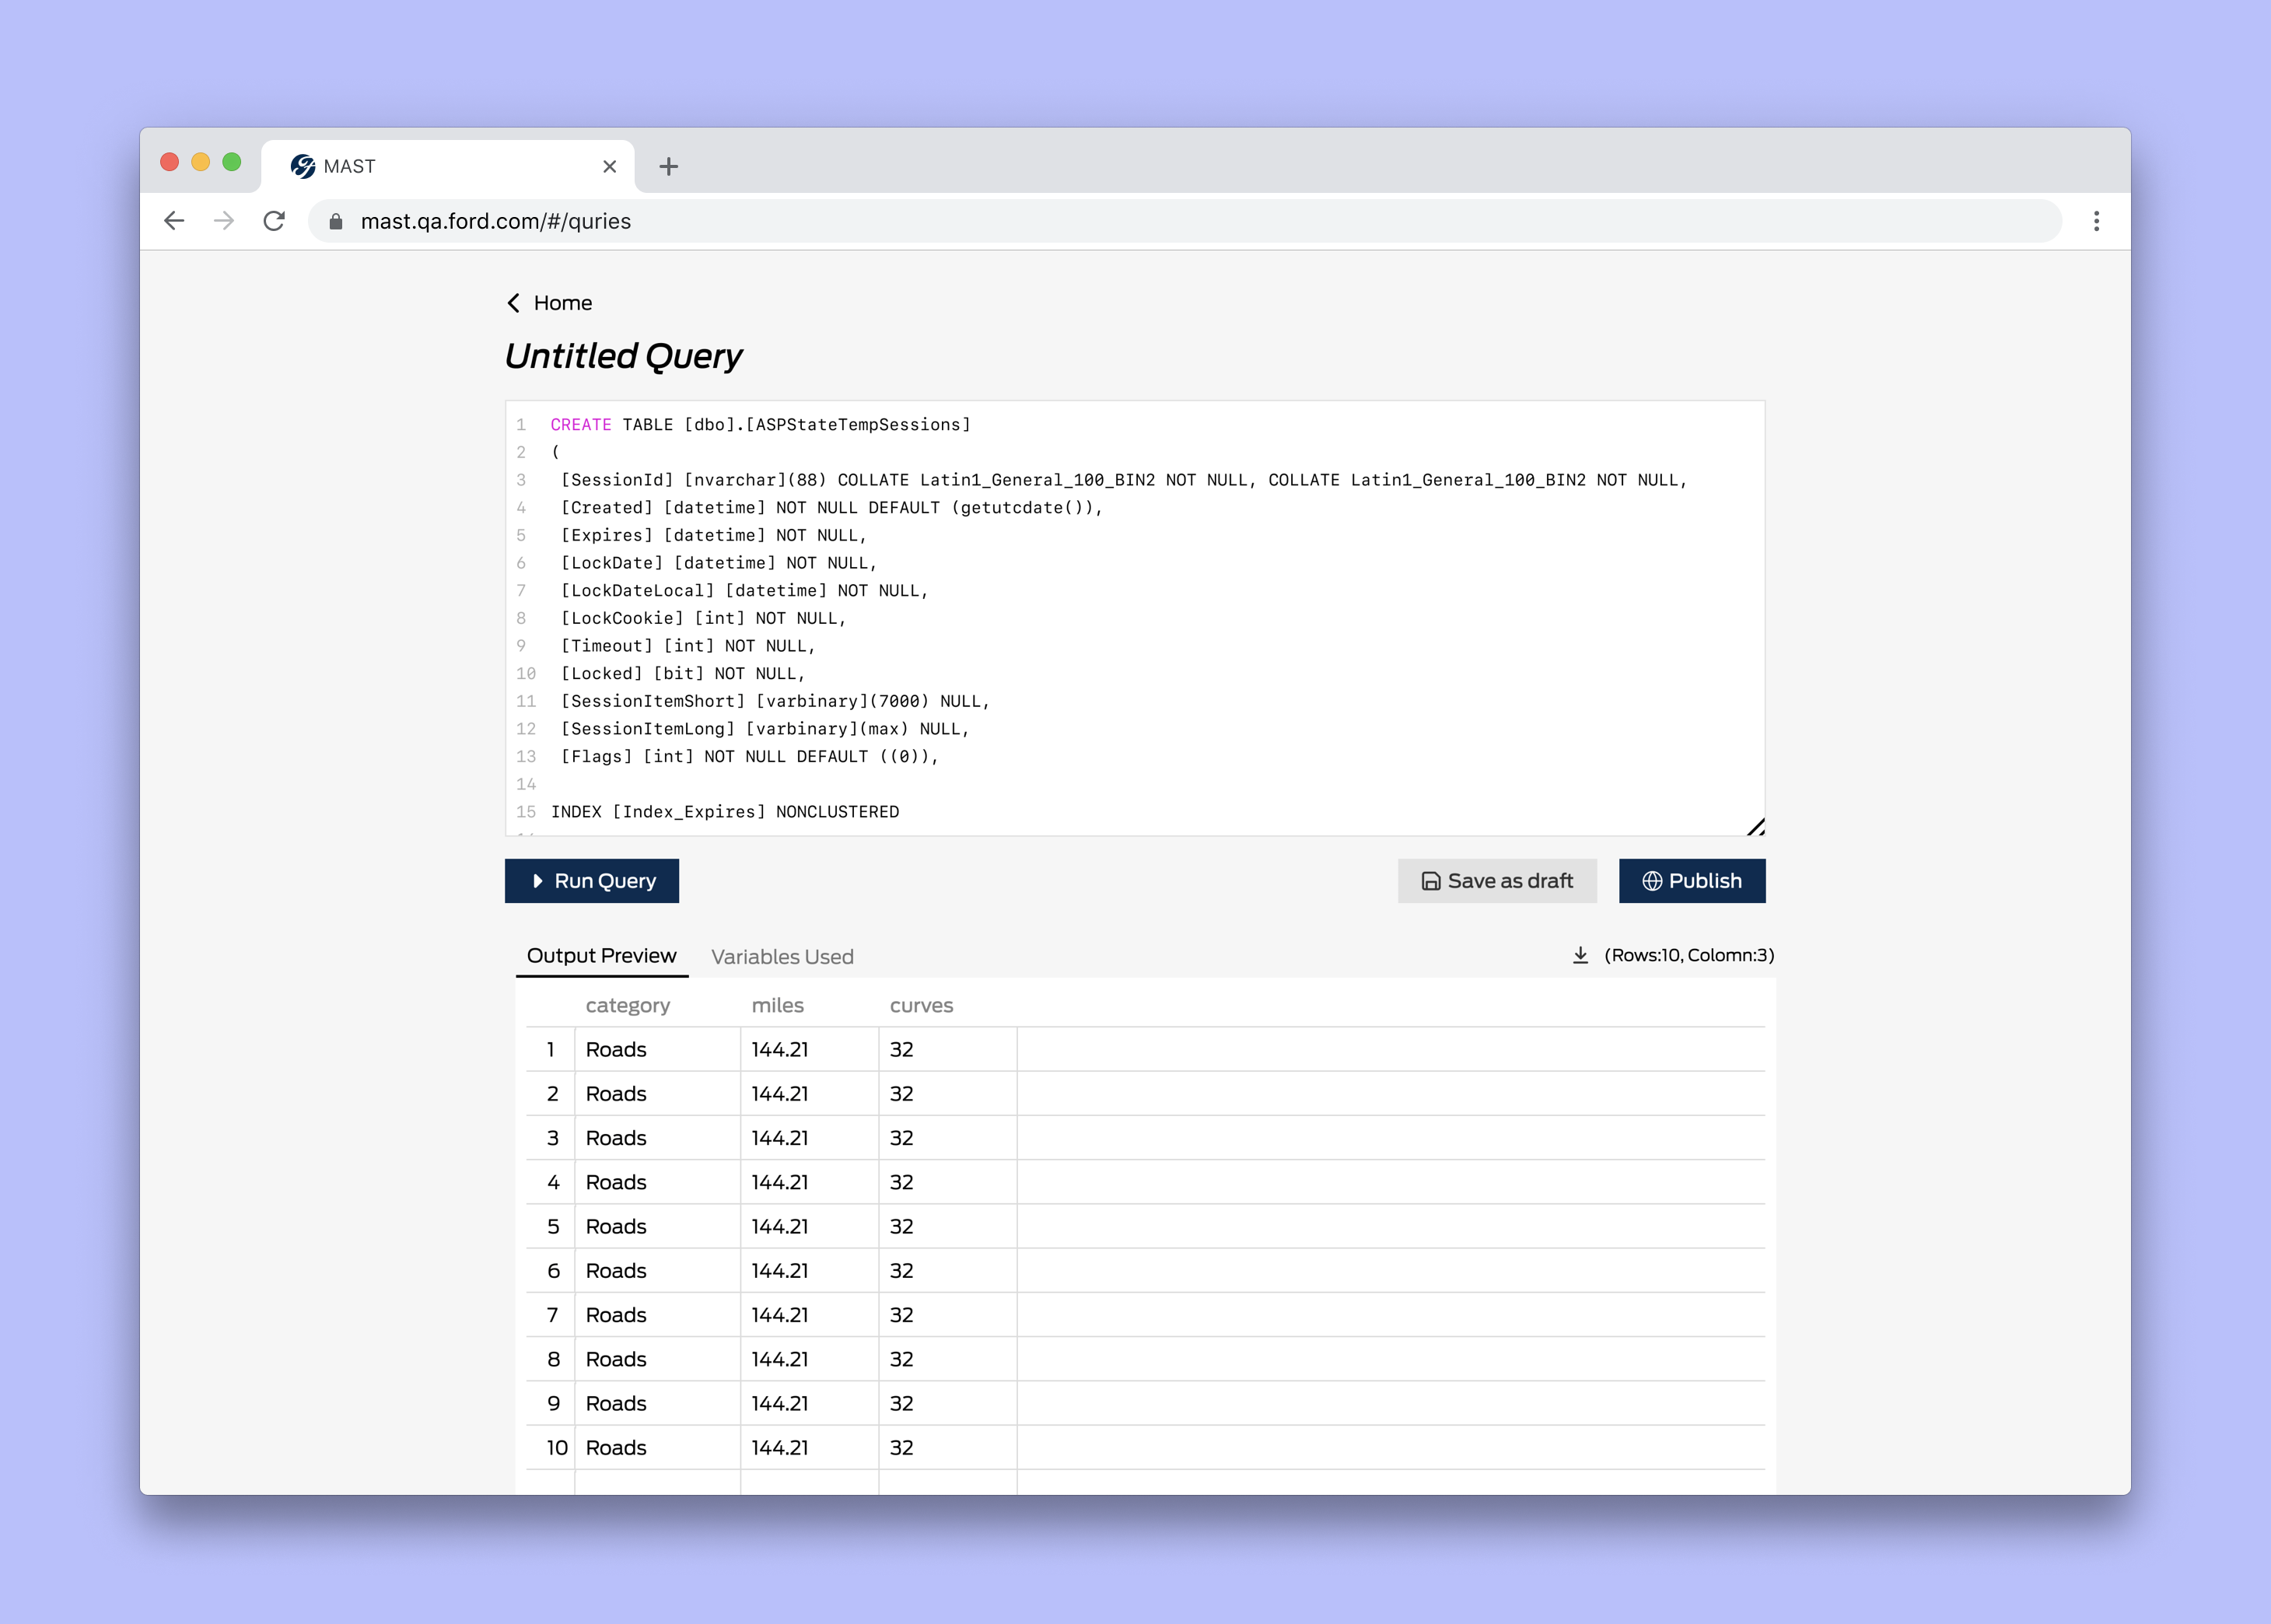 MAST
mast.qa.ford.com/#/quries
Home
Untitled Query
1 CREATE TABLE [dbo].[ASPStateTempSessions]
2 (
3 [SessionId] [nvarchar](88) COLLATE Latin1_General_100_BIN2 NOT NULL, COLLATE Latin1_General_100_BIN2 NOT NULL,
4 [Created] [datetime] NOT NULL DEFAULT (getutcdate()),
5 [Expires] [datetime] NOT NULL,
6 [LockDate] [datetime] NOT NULL,
7 [LockDateLocal] [datetime] NOT NULL,
8 [LockCookie] [int] NOT NULL,
9 [Timeout] [int] NOT NULL,
10 [Locked] [bit] NOT NULL,
11 [SessionItemShort] [varbinary](7000) NULL,
12 [SessionItemLong] [varbinary](max) NULL,
13 [Flags] [int] NOT NULL DEFAULT ((0)),
14
15 INDEX [Index_Expires] NONCLUSTERED
Run Query Save as draft Publish
Output Preview Variables Used (Rows:10, Colomn:3)
category miles curves
1 Roads 144.21 32
2 Roads 144.21 32
3 Roads 144.21 32
4 Roads 144.21 32
5 Roads 144.21 32
6 Roads 144.21 32
7 Roads 144.21 32
8 Roads 144.21 32
9 Roads 144.21 32
10 Roads 144.21 32